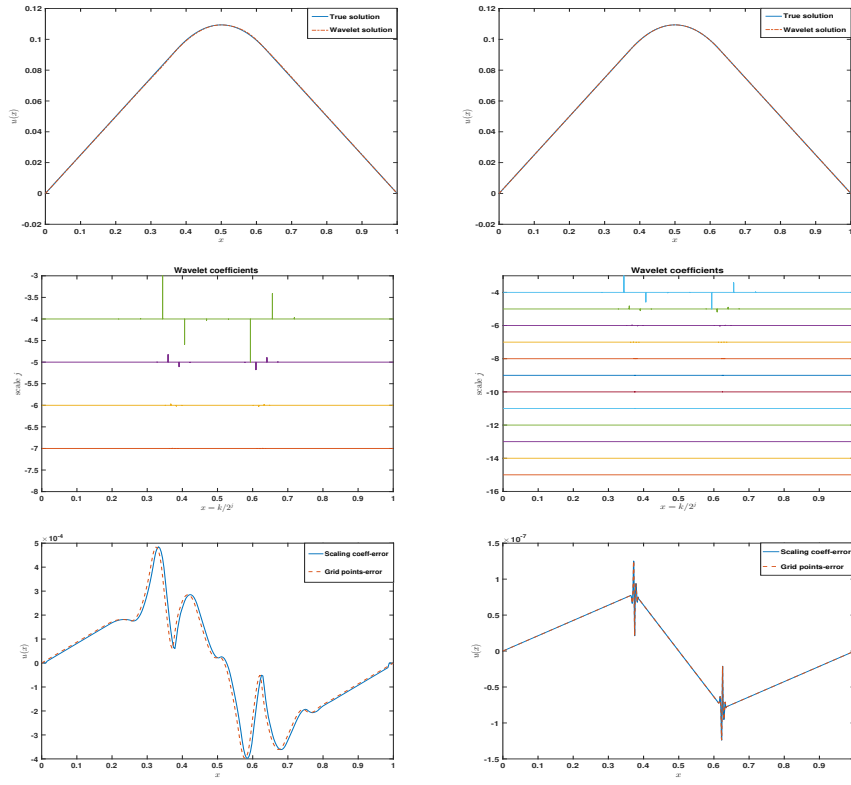 True solution
Wavelet solution
0.12
0.1
0.08
0.06
0.04
0.02
0
-0.02
u(x)
0 0.1 0.2 0.3 0.4 0.5 0.6 0.7 0.8 0.9 1
x
True solution
Wavelet solution
0.12
0.1
0.08
0.06
0.04
0.02
0
-0.02
u(x)
0 0.1 0.2 0.3 0.4 0.5 0.6 0.7 0.8 0.9 1
x
Wavelet coefficients
-3
-3.5
-4
-4.5
-5
-5.5
-6
-6.5
-7
-7.5
-8
scale j
0 0.1 0.2 0.3 0.4 0.5 0.6 0.7 0.8 0.9 1
x = k/2^j
Wavelet coefficients
-4
-6
-8
-10
-12
-14
-16
scale j
0 0.1 0.2 0.3 0.4 0.5 0.6 0.7 0.8 0.9
x = k/2^j
×10^-4
Scaling coeff-error
Grid points-error
5
4
3
2
1
0
-1
-2
-3
-4
u(x)
0 0.1 0.2 0.3 0.4 0.5 0.6 0.7 0.8 0.9 1
x
×10^-7
Scaling coeff-error
Grid points-error
1.5
1
0.5
0
-0.5
-1
-1.5
u(x)
0 0.1 0.2 0.3 0.4 0.5 0.6 0.7 0.8 0.9 1
x